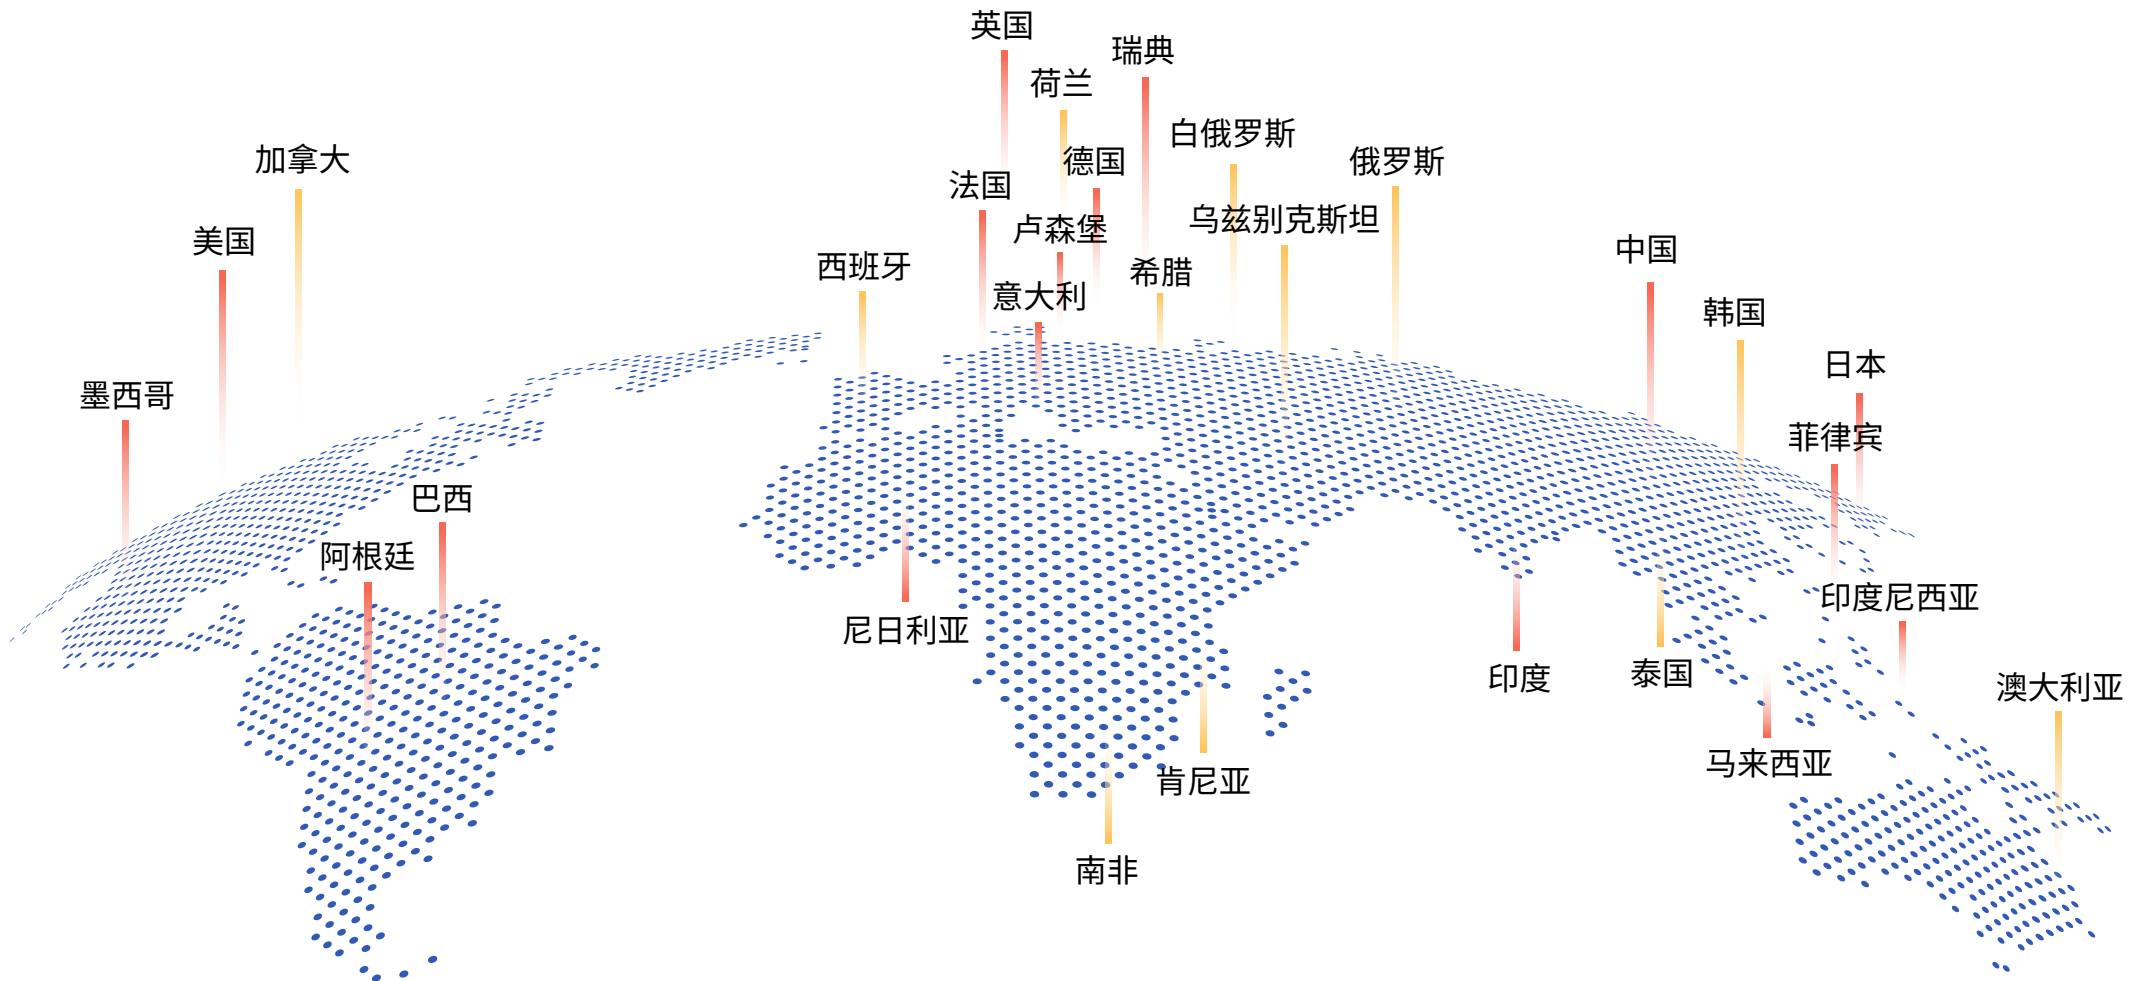 英国
瑞典
荷兰
白俄罗斯
加拿大
德国
俄罗斯
法国
乌兹别克斯坦
卢森堡
美国
中国
西班牙
希腊
意大利
韩国
日本
墨西哥
菲律宾
巴西
阿根廷
印度尼西亚
尼日利亚
泰国
印度
澳大利亚
马来西亚
肯尼亚
南非